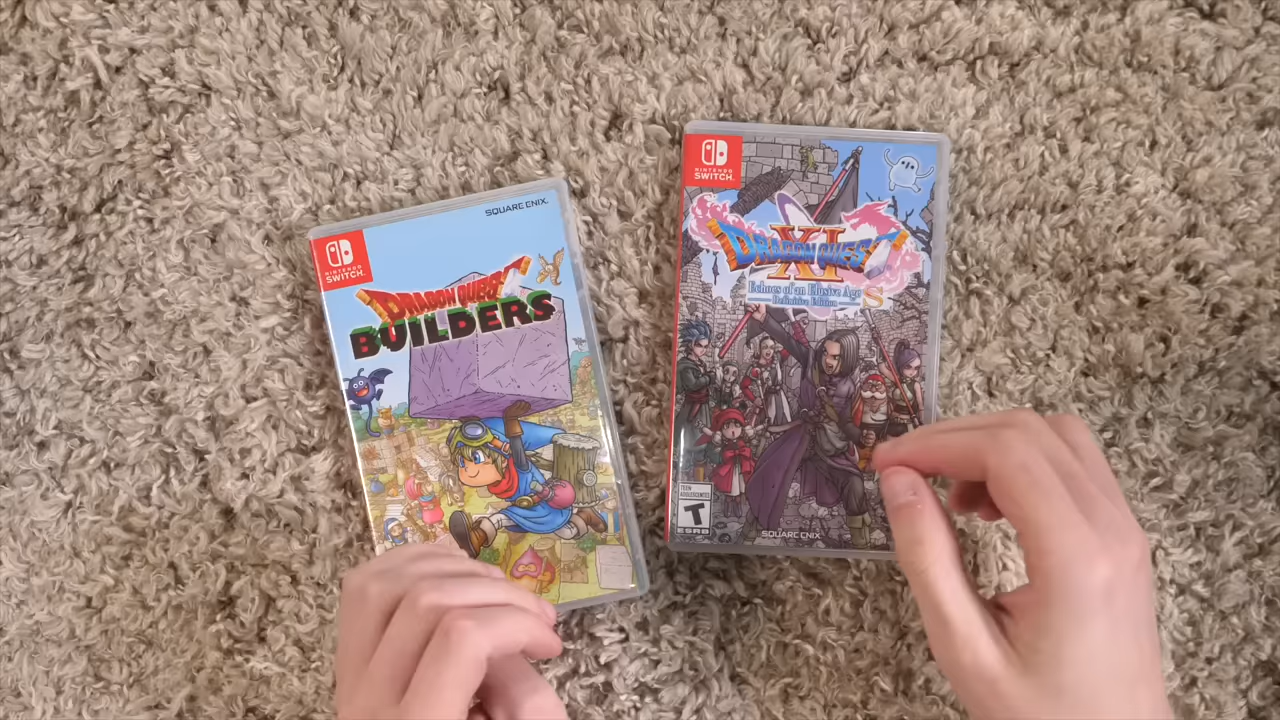 SQUARE ENIX.
NINTENDO
SWITCH.
DRAGON QUEST
BUILDERS
NINTENDO
SWITCH.
DRAGON QUEST
XI
S
Echoes of an Elusive Age
Definitive Edition
TEEN
ADOLESCENTES
T
ESRB
SQUARE ENIX.